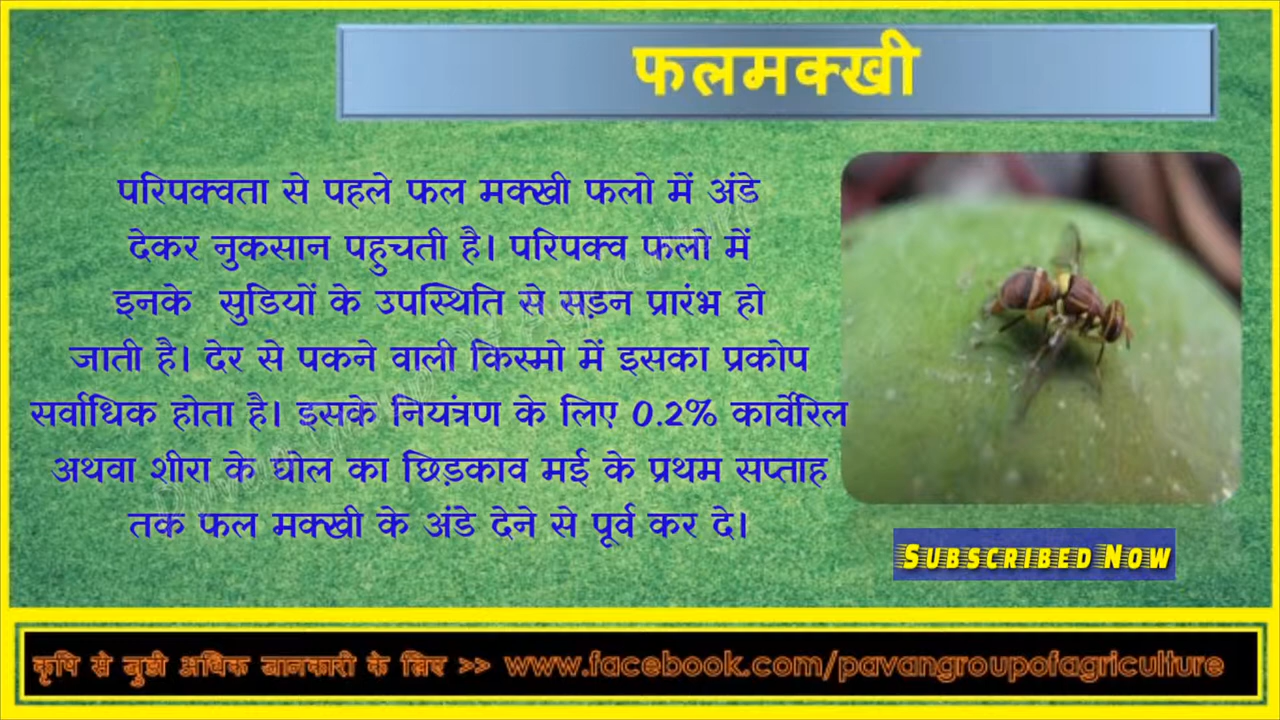 फलमक्खी
परिपक्वता से पहले फल मक्खी फलो में अंडे
देकर नुकसान पहुचती है। परिपक्व फलो में
इनके सुडियों के उपस्थिति से सड़न प्रारंभ हो
जाती है। देर से पकने वाली किस्मो में इसका प्रकोप
सर्वाधिक होता है। इसके नियंत्रण के लिए 0.2% कार्वेरिल
अथवा शीरा के घोल का छिड़काव मई के प्रथम सप्ताह
तक फल मक्खी के अंडे देने से पूर्व कर दे।
SUBSCRIBED NOW
कृषि से जुडी अधिक जानकारी के लिए >> www.facebook.com/pavangroupofagriculture